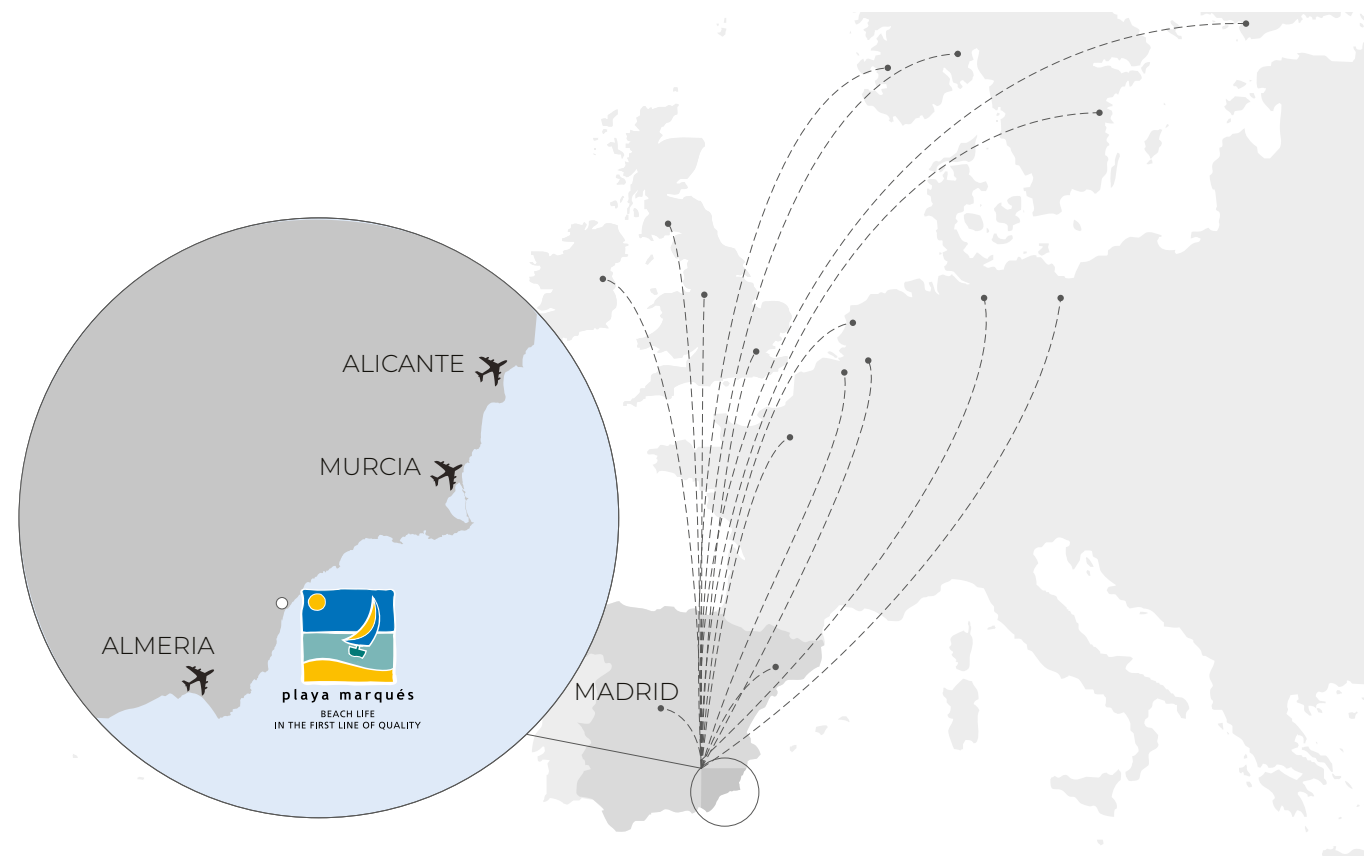 ALICANTE
MURCIA
ALMERIA
playa marqués
BEACH LIFE
IN THE FIRST LINE OF QUALITY
MADRID